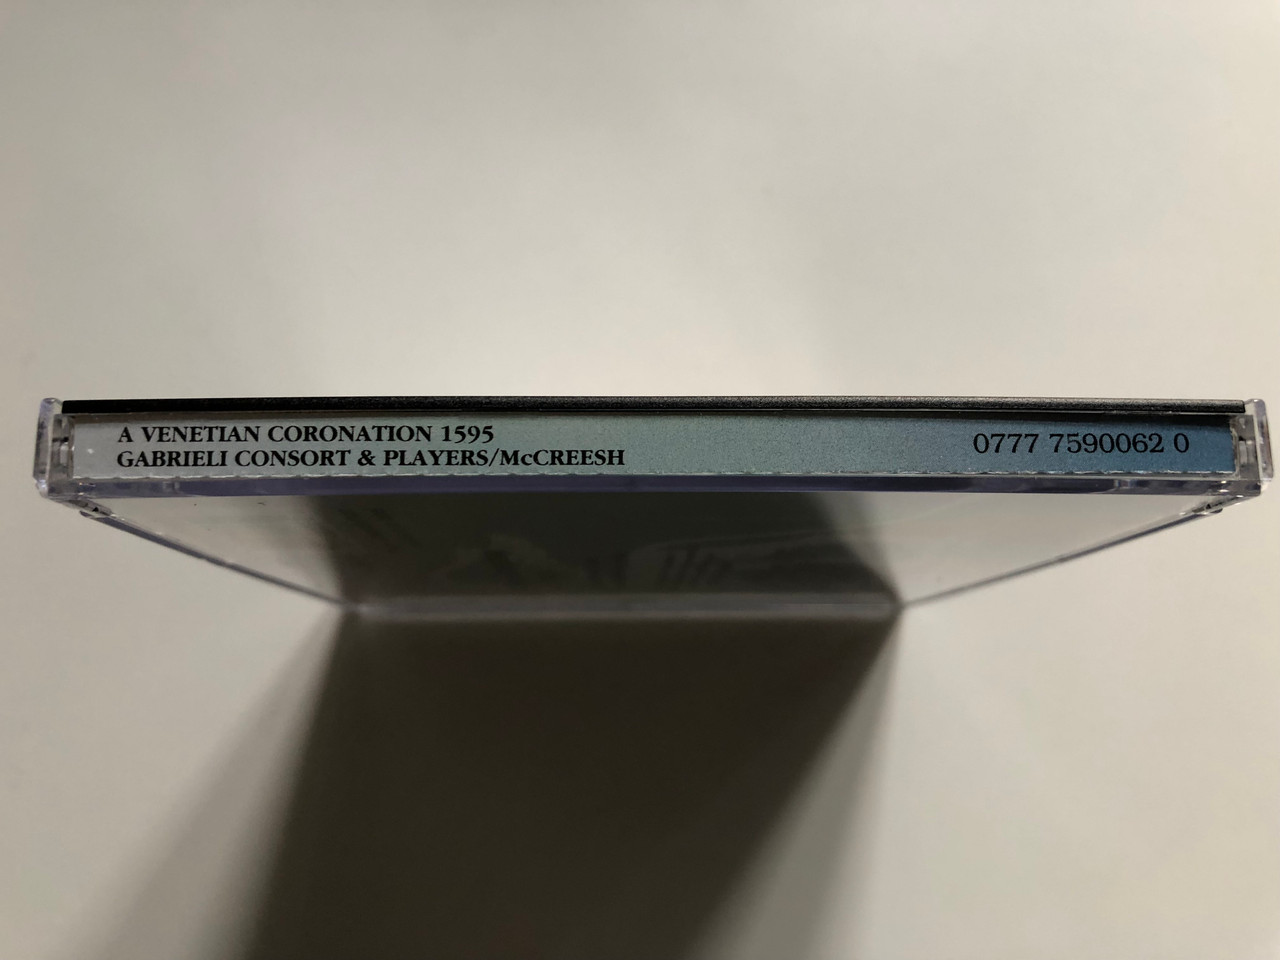 A VENETIAN CORONATION 1595
GABRIELI CONSORT & PLAYERS/McCREESH
0777 7590062 0